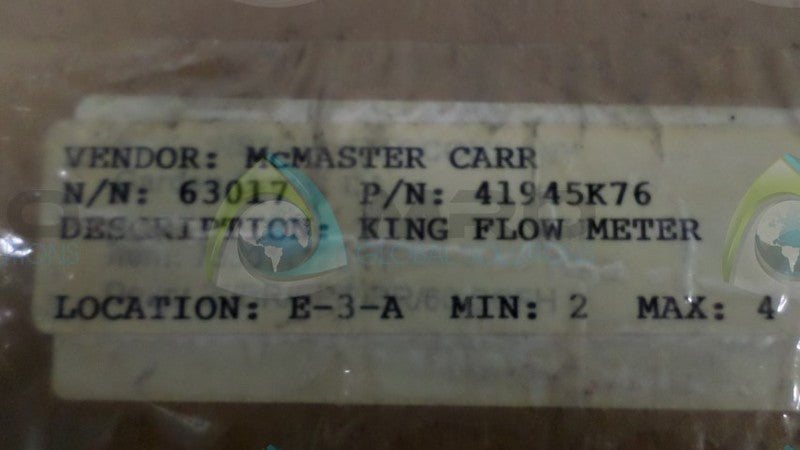 VENDOR: McMASTER CARR
N/N: 63017 P/N: 41945K76
DESCRIPTION: KING FLOW METER
LOCATION: E-3-A MIN: 2 MAX: 4